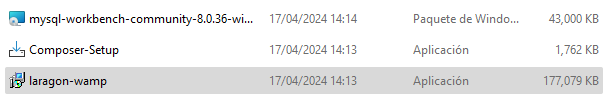 mysql-workbench-community-8.0.36-wi... 17/04/2024 14:14 Paquete de Windo... 43,000 KB
Composer-Setup 17/04/2024 14:13 Aplicación 1,762 KB
laragon-wamp 17/04/2024 14:13 Aplicación 177,079 KB